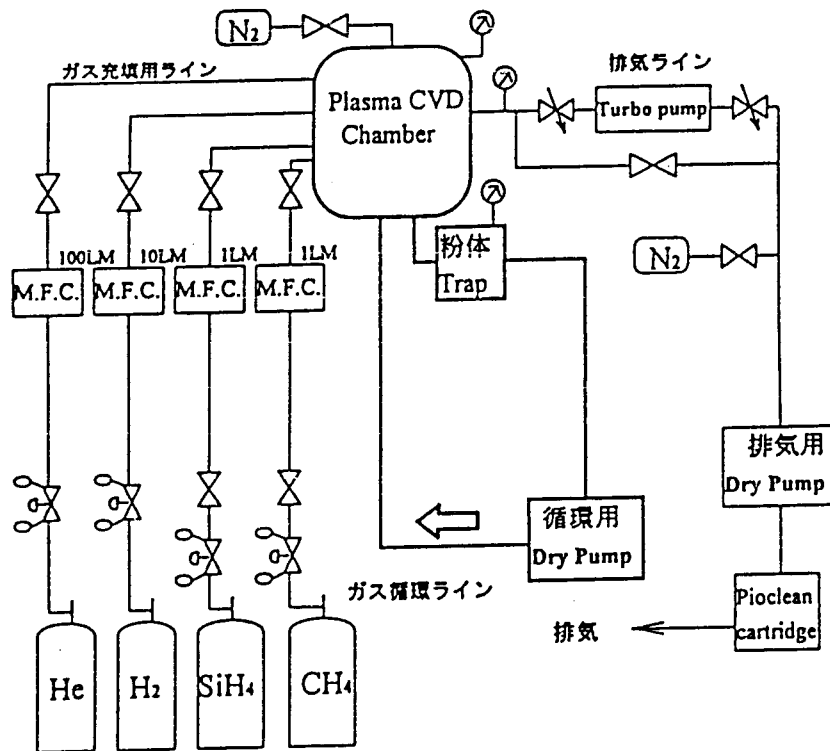 N2
ガス充填用ライン
Plasma CVD
Chamber
排気ライン
Turbo pump
粉体
Trap
N2
100LM
10LM
1LM
1LM
M.F.C.
M.F.C.
M.F.C.
M.F.C.
排気用
Dry Pump
循環用
Dry Pump
ガス循環ライン
Pioclean
cartridge
排気
He
H2
SiH4
CH4